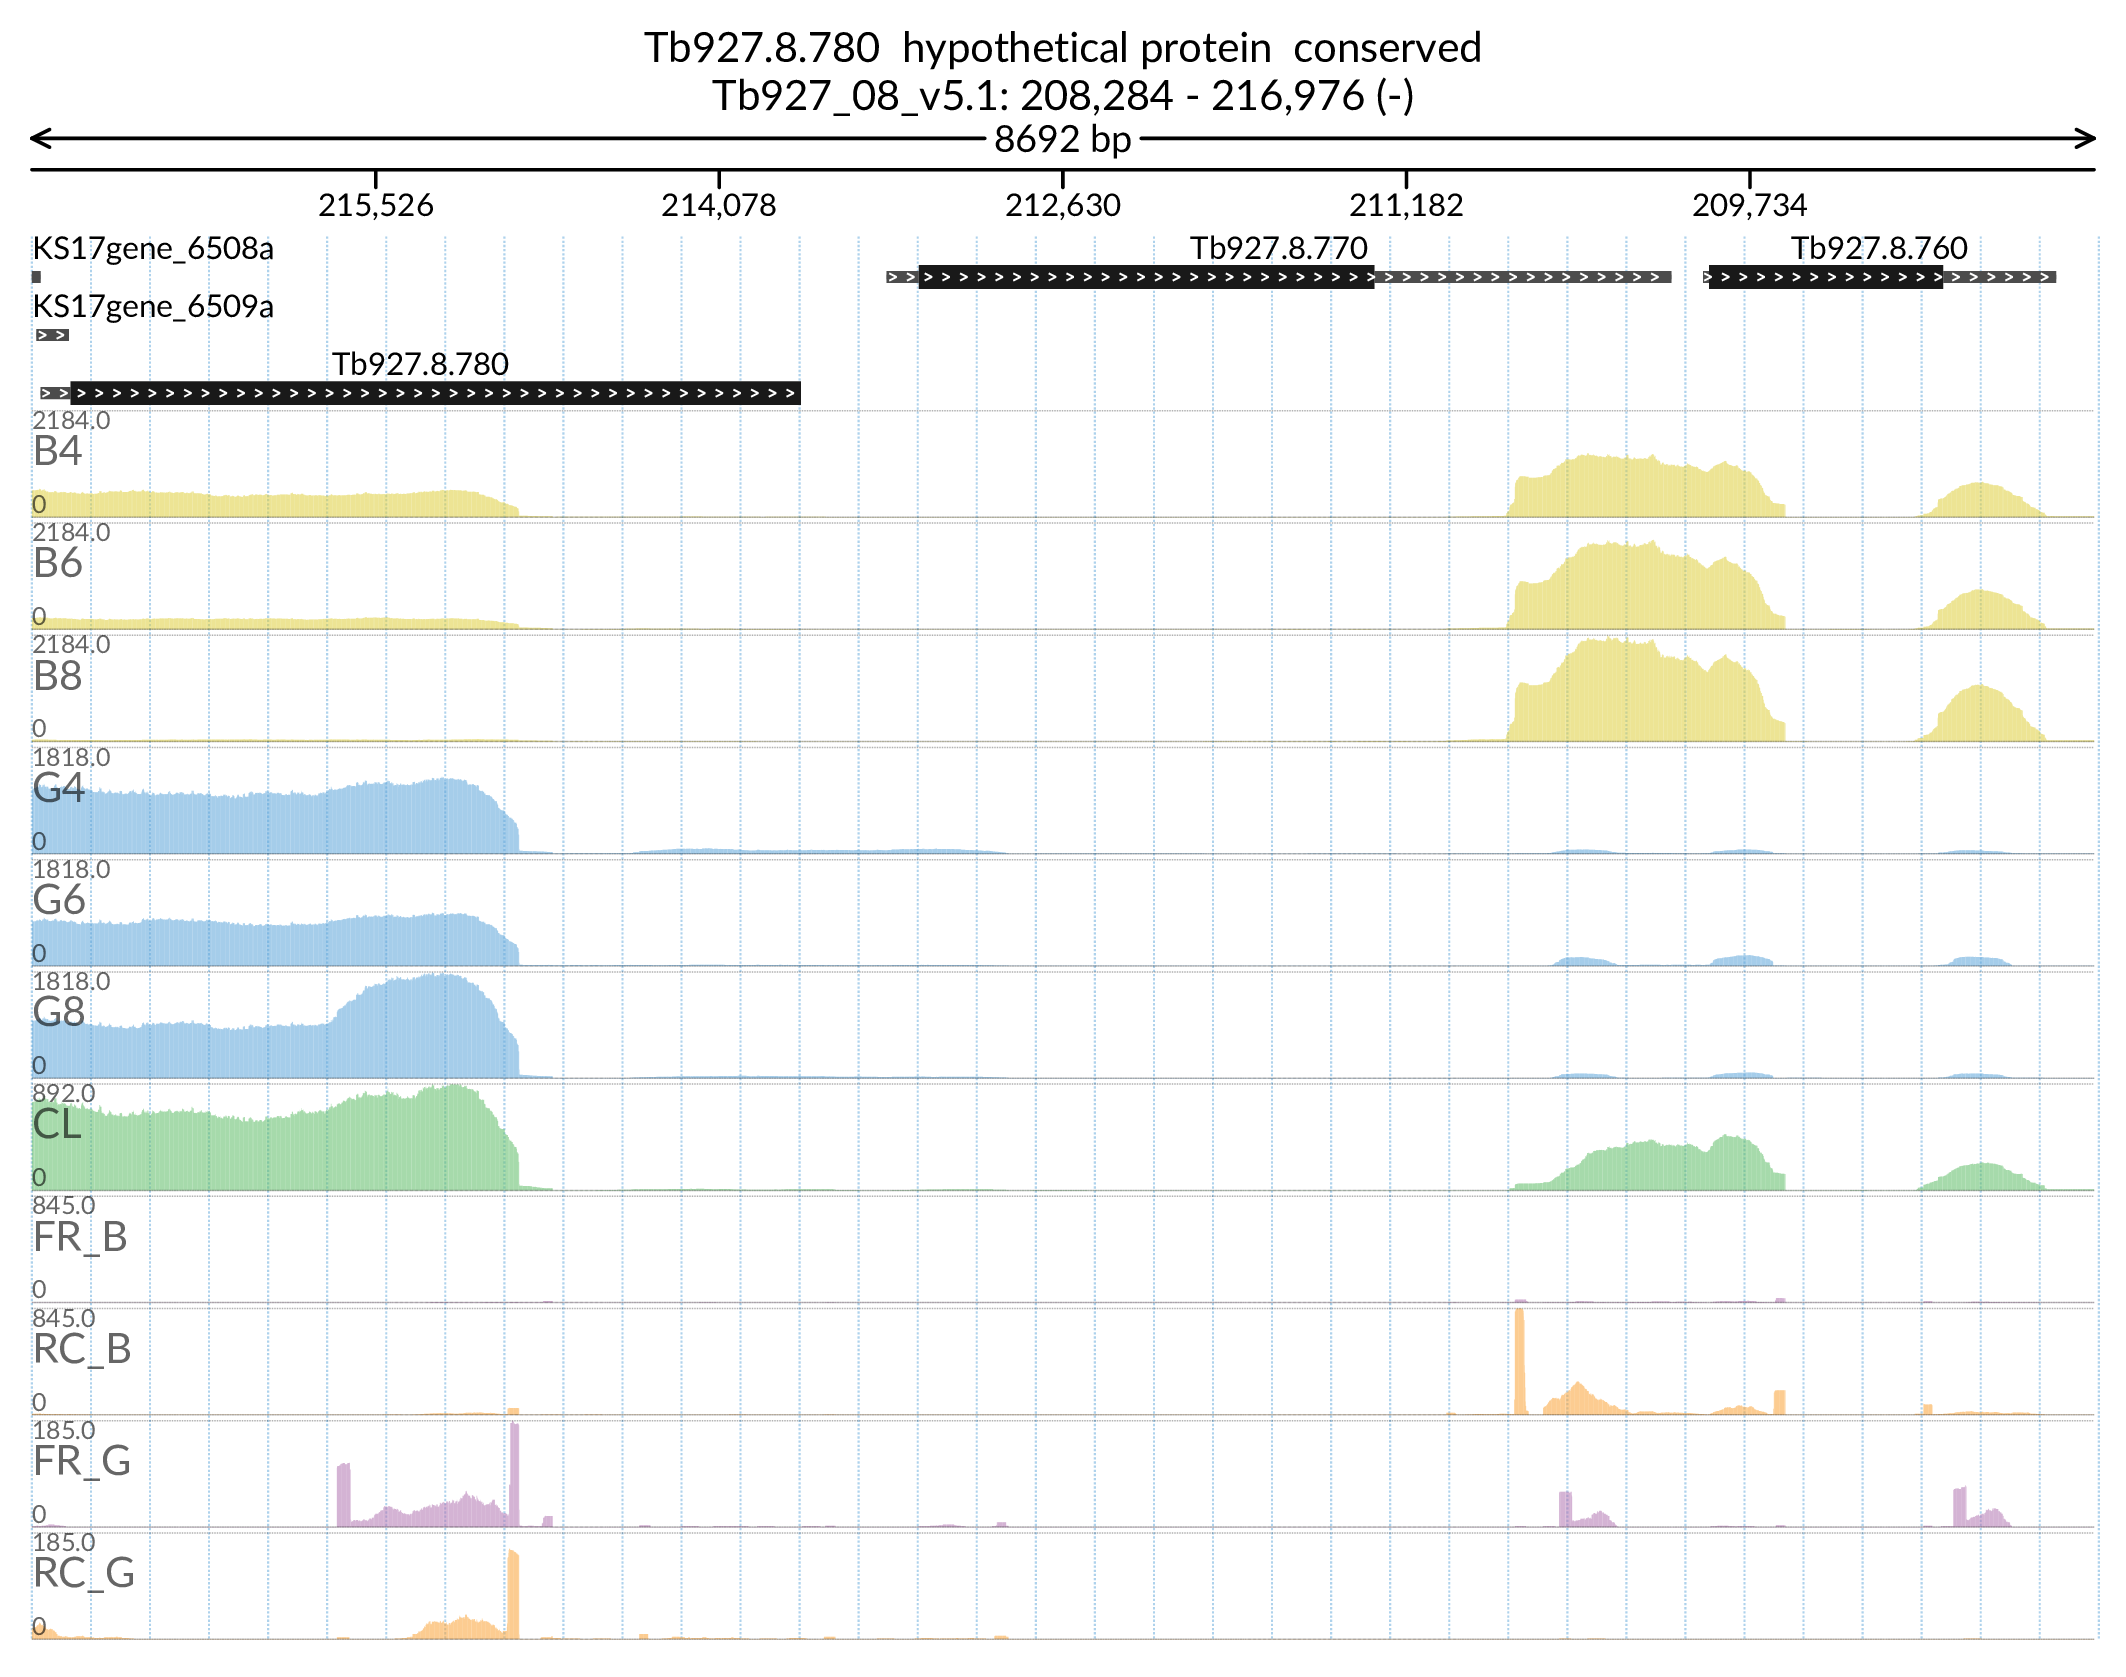 Tb927.8.780  hypothetical protein  conserved
Tb927_08_v5.1: 208,284 - 216,976 (-)
8692 bp
215,526 214,078 212,630 211,182 209,734
KS17gene_6508a Tb927.8.770 Tb927.8.760
KS17gene_6509a
Tb927.8.780
2184.0
B4
0
2184.0
B6
0
2184.0
B8
0
1818.0
G4
0
1818.0
G6
0
1818.0
G8
0
892.0
CL
0
845.0
FR_B
0
845.0
RC_B
0
185.0
FR_G
0
185.0
RC_G
0